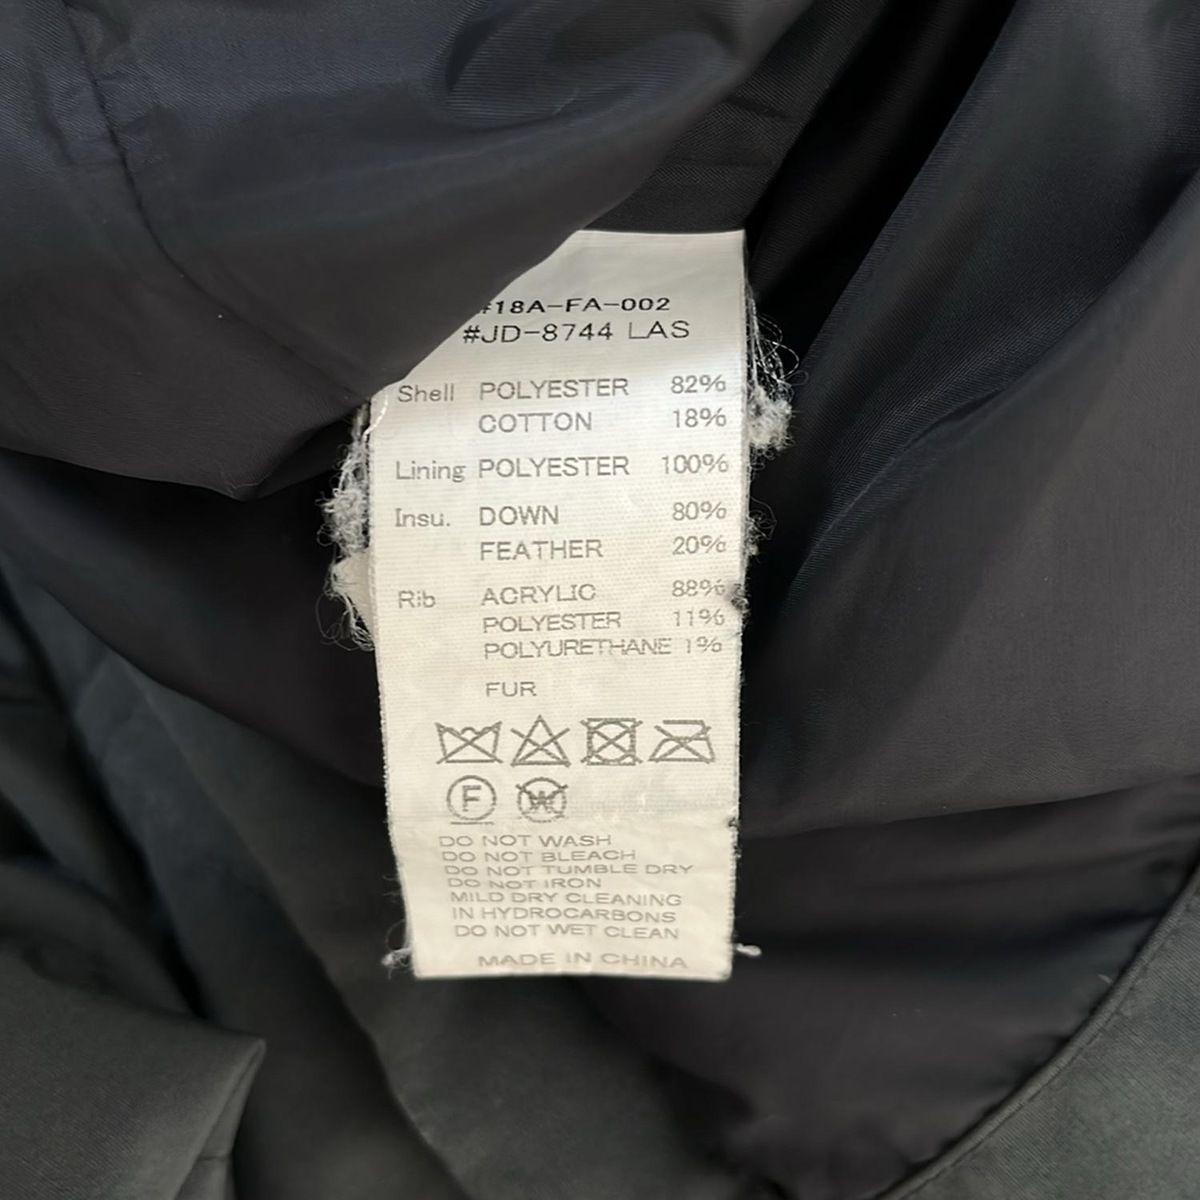 #18A-FA-002
#JD-8744 LAS
Shell POLYESTER 82%
COTTON 18%
Lining POLYESTER 100%
Insu. DOWN 80%
FEATHER 20%
Rib ACRYLIC 88%
POLYESTER 11%
POLYURETHANE 1%
FUR
F W
DO NOT WASH
DO NOT BLEACH
DO NOT TUMBLE DRY
DO NOT IRON
MILD DRY CLEANING
IN HYDROCARBONS
DO NOT WET CLEAN
MADE IN CHINA